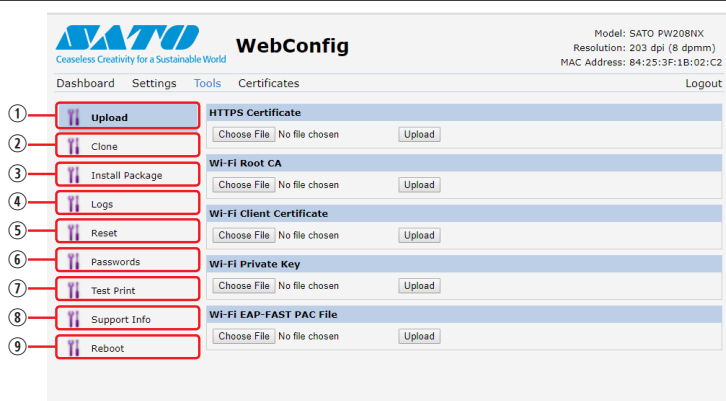 SATO
Ceaseless Creativity for a Sustainable World
WebConfig
Model: SATO PW208NX
Resolution: 203 dpi (8 dpmm)
MAC Address: 84:25:3F:1B:02:C2
Dashboard Settings Tools Certificates Logout
① Upload
② Clone
③ Install Package
④ Logs
⑤ Reset
⑥ Passwords
⑦ Test Print
⑧ Support Info
⑨ Reboot
HTTPS Certificate
Choose File No file chosen Upload
Wi-Fi Root CA
Choose File No file chosen Upload
Wi-Fi Client Certificate
Choose File No file chosen Upload
Wi-Fi Private Key
Choose File No file chosen Upload
Wi-Fi EAP-FAST PAC File
Choose File No file chosen Upload